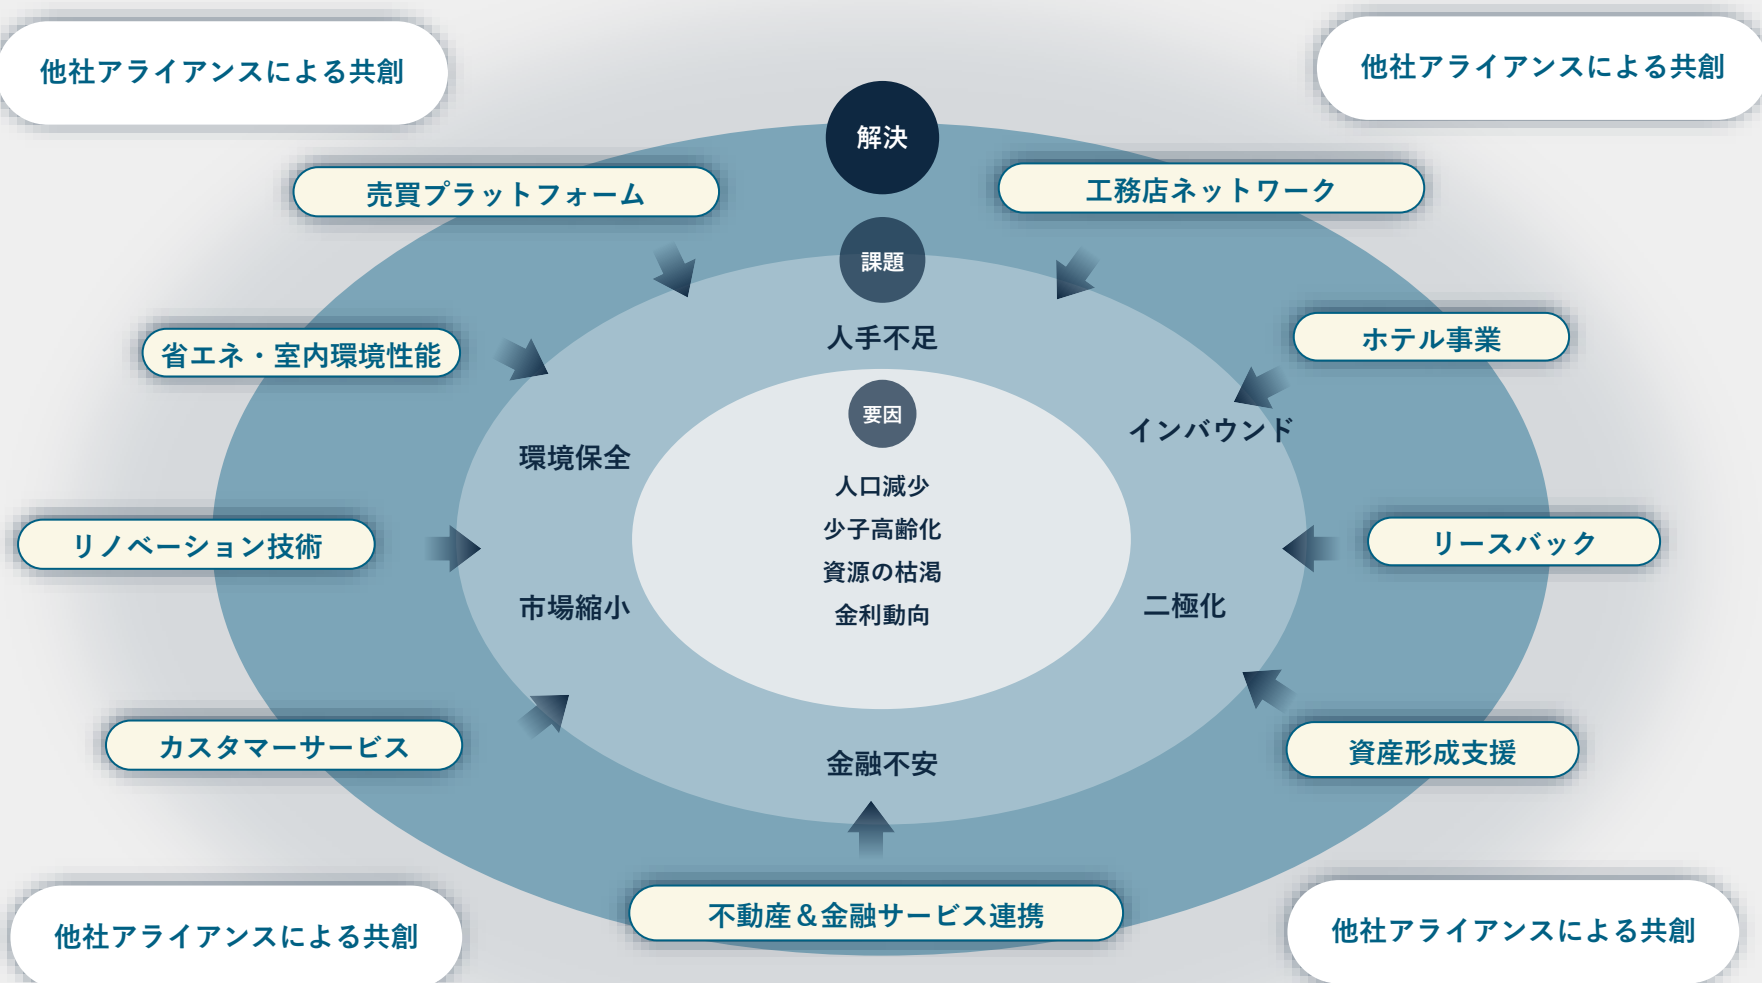 他社アライアンスによる共創
他社アライアンスによる共創
解決
売買プラットフォーム
工務店ネットワーク
課題
人手不足
省エネ・室内環境性能
ホテル事業
要因
インバウンド
環境保全
人口減少
少子高齢化
資源の枯渇
金利動向
リノベーション技術
リースバック
市場縮小
二極化
カスタマーサービス
資産形成支援
金融不安
不動産＆金融サービス連携
他社アライアンスによる共創
他社アライアンスによる共創